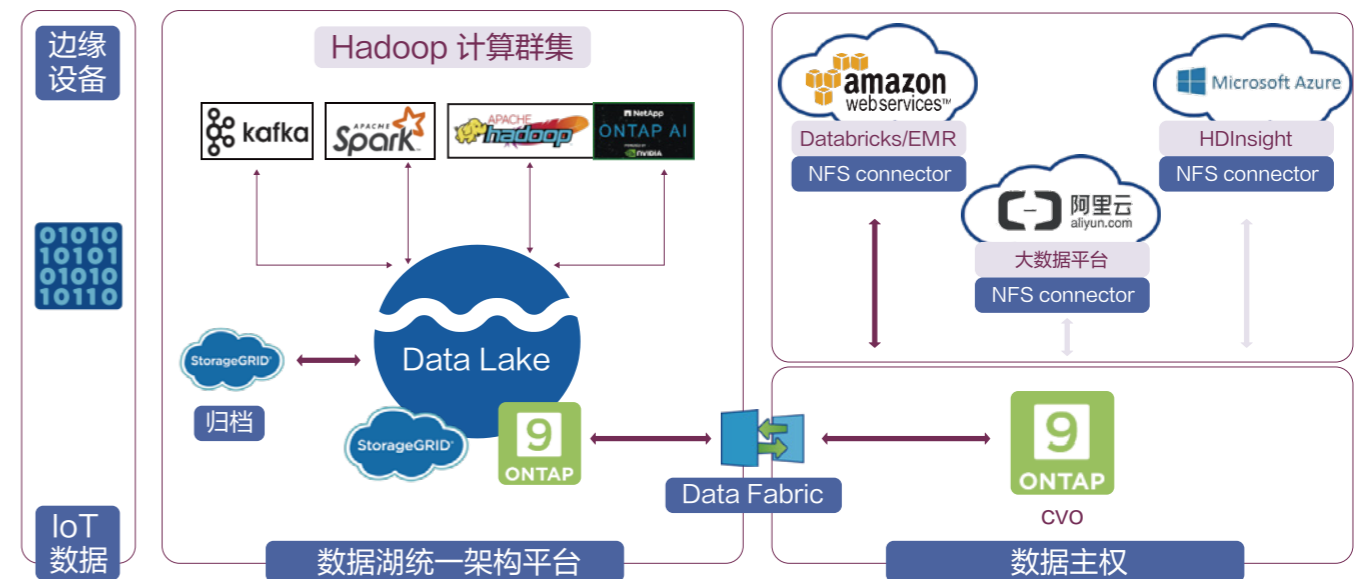 边缘
设备
01010
10101
01010
10110
IoT
数据
Hadoop 计算群集
kafka
APACHE
Spark
APACHE
hadoop
NetApp
ONTAP AI
POWERED BY
NVIDIA
Data Lake
StorageGRID
归档
StorageGRID
9
ONTAP
数据湖统一架构平台
Data Fabric
amazon
webservices™
Databricks/EMR
NFS connector
阿里云
aliyun.com
大数据平台
NFS connector
Microsoft Azure
HDInsight
NFS connector
9
ONTAP
CVO
数据主权